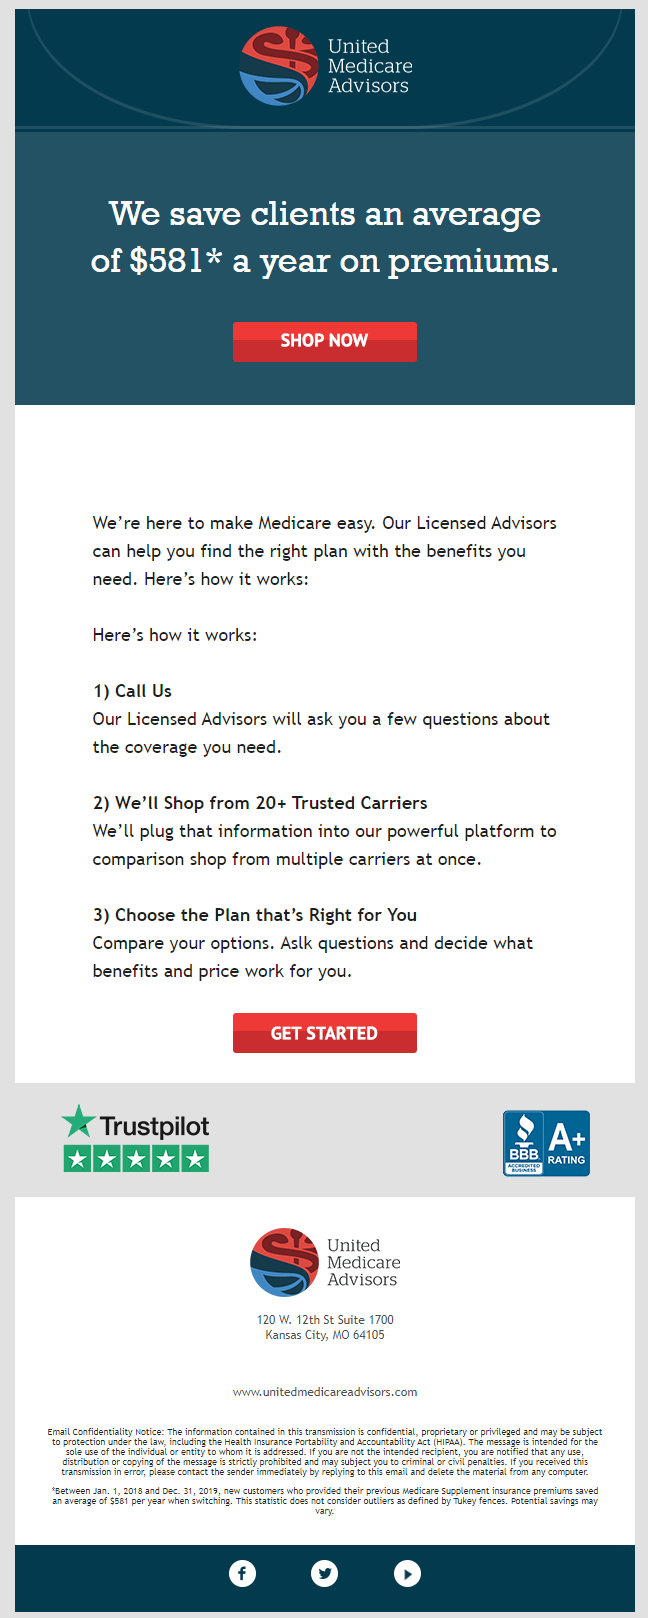 United
Medicare
Advisors
We save clients an average
of $581* a year on premiums.
SHOP NOW
We're here to make Medicare easy. Our Licensed Advisors
can help you find the right plan with the benefits you
need. Here's how it works:
Here's how it works:
1) Call Us
Our Licensed Advisors will ask you a few questions about
the coverage you need.
2) We'll Shop from 20+ Trusted Carriers
We'll plug that information into our powerful platform to
comparison shop from multiple carriers at once.
3) Choose the Plan that's Right for You
Compare your options. Aslk questions and decide what
benefits and price work for you.
GET STARTED
Trustpilot
BBB
ACCREDITED
BUSINESS
A+
RATING
United
Medicare
Advisors
120 W. 12th St Suite 1700
Kansas City, MO 64105
www.unitedmedicareadvisors.com
Email Confidentiality Notice: The information contained in this transmission is confidential, proprietary or privileged and may be subject
to protection under the law, including the Health Insurance Portability and Accountability Act (HIPAA). The message is intended for the
sole use of the individual or entity to whom it is addressed. If you are not the intended recipient, you are notified that any use,
distribution or copying of the message is strictly prohibited and may subject you to criminal or civil penalties. If you received this
transmission in error, please contact the sender immediately by replying to this email and delete the material from any computer.
*Between Jan. 1, 2018 and Dec. 31, 2019, new customers who provided their previous Medicare Supplement insurance premiums saved
an average of $581 per year when switching. This statistic does not consider outliers as defined by Tukey fences. Potential savings may
vary.